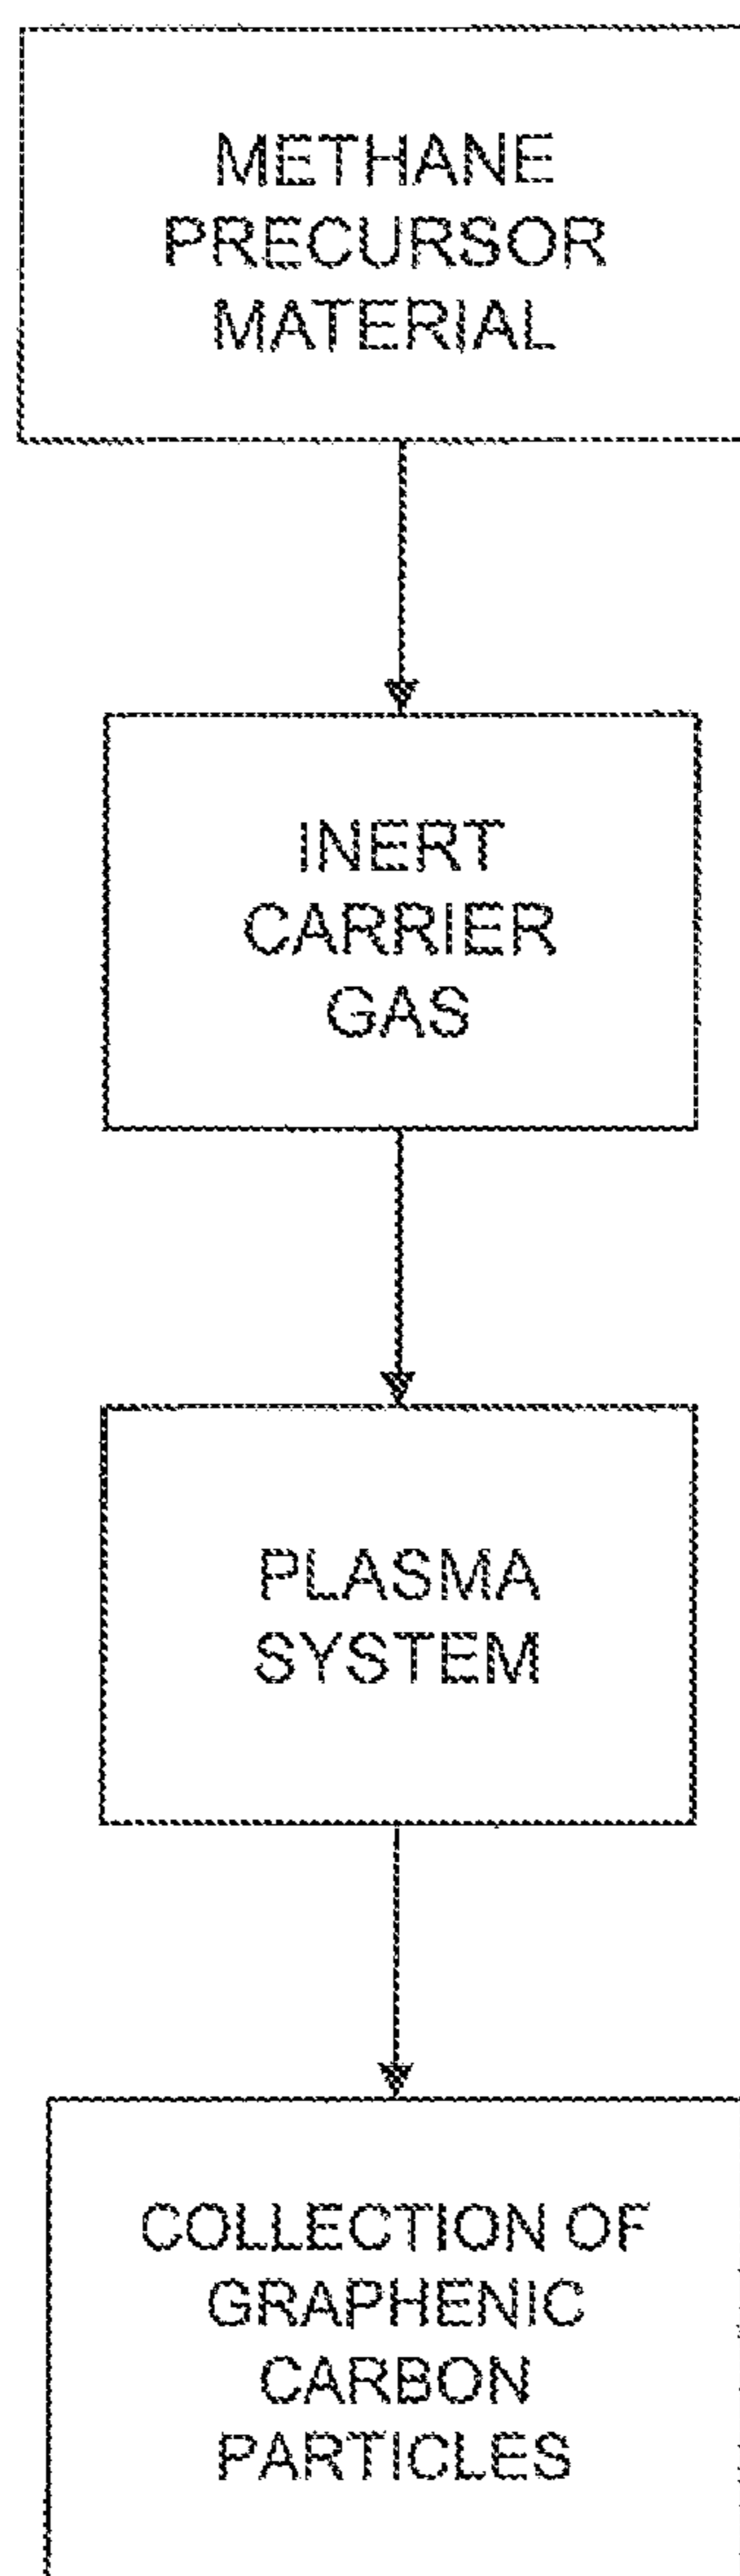 METHANE
PRECURSOR
MATERIAL
INERT
CARRIER
GAS
PLASMA
SYSTEM
COLLECTION OF
GRAPHENIC
CARBON
PARTICLES